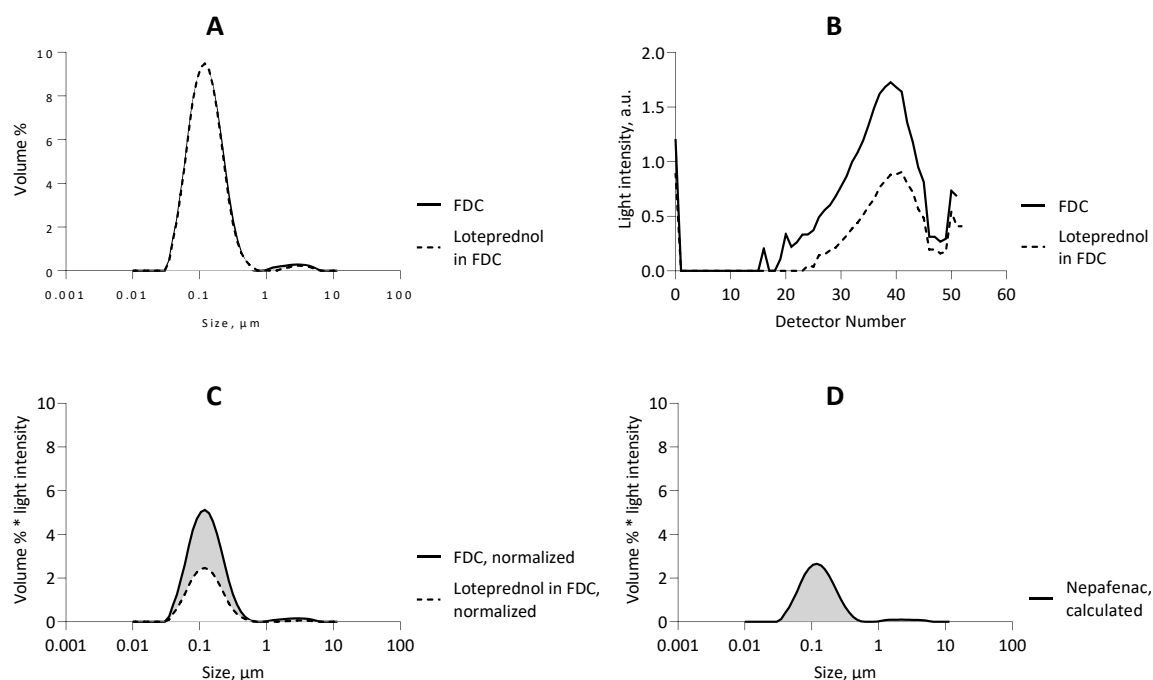 A
Volume %
10
8
6
4
2
0
0.001
0.01
0.1
1
10
100
Size, µm
FDC
Loteprednol
in FDC
B
Light intensity, a.u.
2.0
1.5
1.0
0.5
0.0
0
10
20
30
40
50
60
Detector Number
FDC
Loteprednol
in FDC
C
Volume % * light intensity
10
8
6
4
2
0
0.001
0.01
0.1
1
10
100
Size, µm
FDC, normalized
Loteprednol in FDC,
normalized
D
Volume % * light intensity
10
8
6
4
2
0
0.001
0.01
0.1
1
10
100
Size, µm
Nepafenac,
calculated